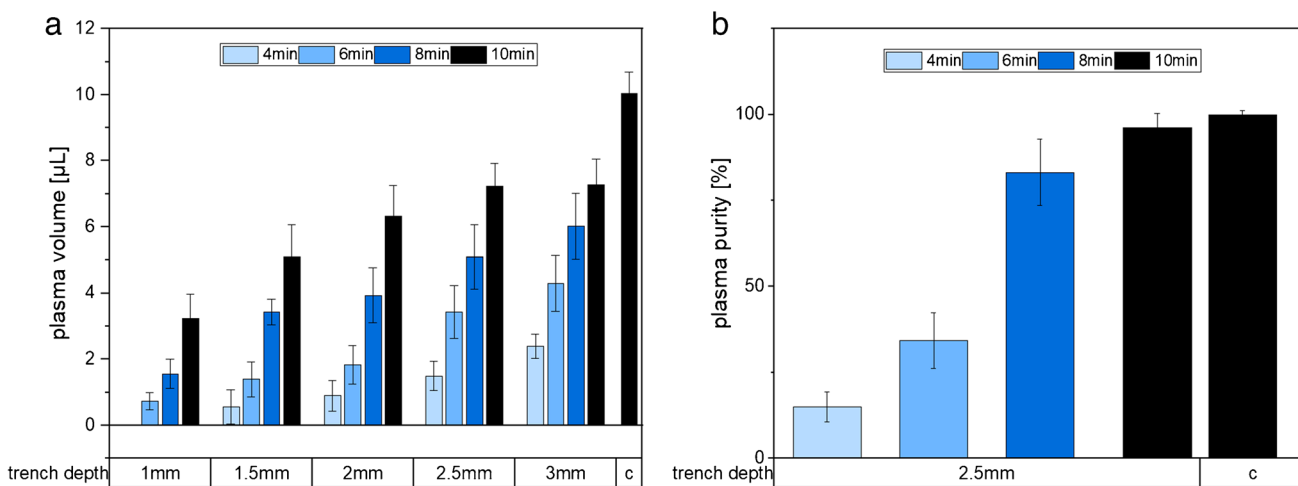 a
12
10
8
6
4
2
0
plasma volume [µL]
4min 6min 8min 10min
trench depth 1mm 1.5mm 2mm 2.5mm 3mm c
b
100
50
0
plasma purity [%]
4min 6min 8min 10min
trench depth 2.5mm c